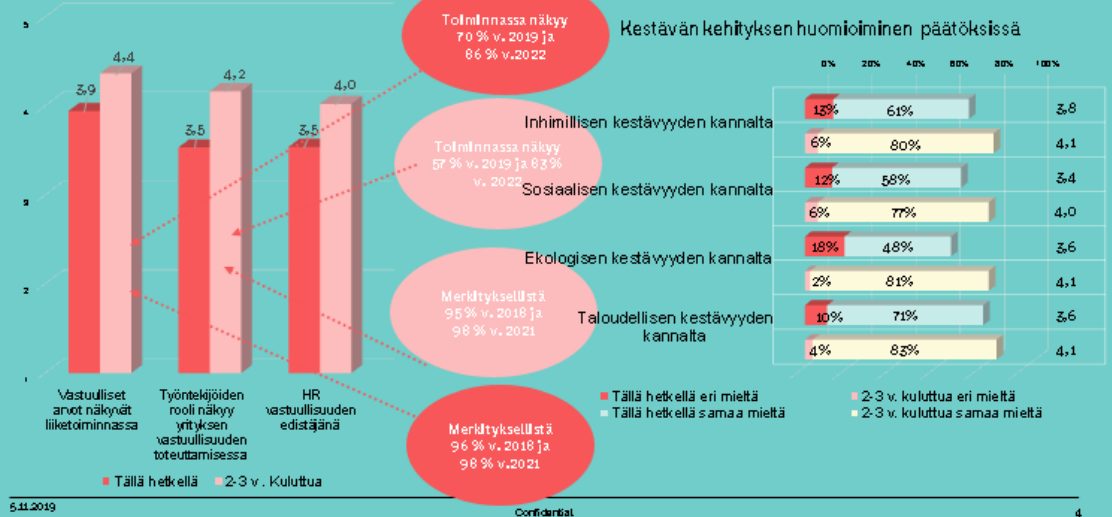 5
4
3
2
1
3,9
4,4
3,5
4,2
3,5
4,0
Vastuulliset
arvot näkyvät
liiketoiminnassa
Työntekijöiden
rooli näkyy
yrityksen
vastuullisuuden
toteuttamisessa
HR
vastuullisuuden
edistäjänä
Tällä hetkellä
2-3 v. Kuluttua
Toiminnassa näkyy
70 % v. 2019 ja
86 % v.2022
Toiminnassa näkyy
57 % v. 2019 ja 83 %
v. 2022
Merkityksellistä
95 % v. 2018 ja
98 % v. 2021
Merkityksellistä
96 % v. 2018 ja
98 % v.2021
Kestävän kehityksen huomioiminen päätöksissä
0% 20% 40% 60% 80% 100%
Inhimillisen kestävyyden kannalta
13% 61% 3,8
6% 80% 4,1
Sosiaalisen kestävyyden kannalta
12% 58% 3,4
6% 77% 4,0
Ekologisen kestävyyden kannalta
18% 48% 3,6
2% 81% 4,1
Taloudellisen kestävyyden
kannalta
10% 71% 3,6
4% 83% 4,1
Tällä hetkellä eri mieltä
2-3 v. kuluttua eri mieltä
Tällä hetkellä samaa mieltä
2-3 v. kuluttua samaa mieltä
5.11.2019
Confidential
4